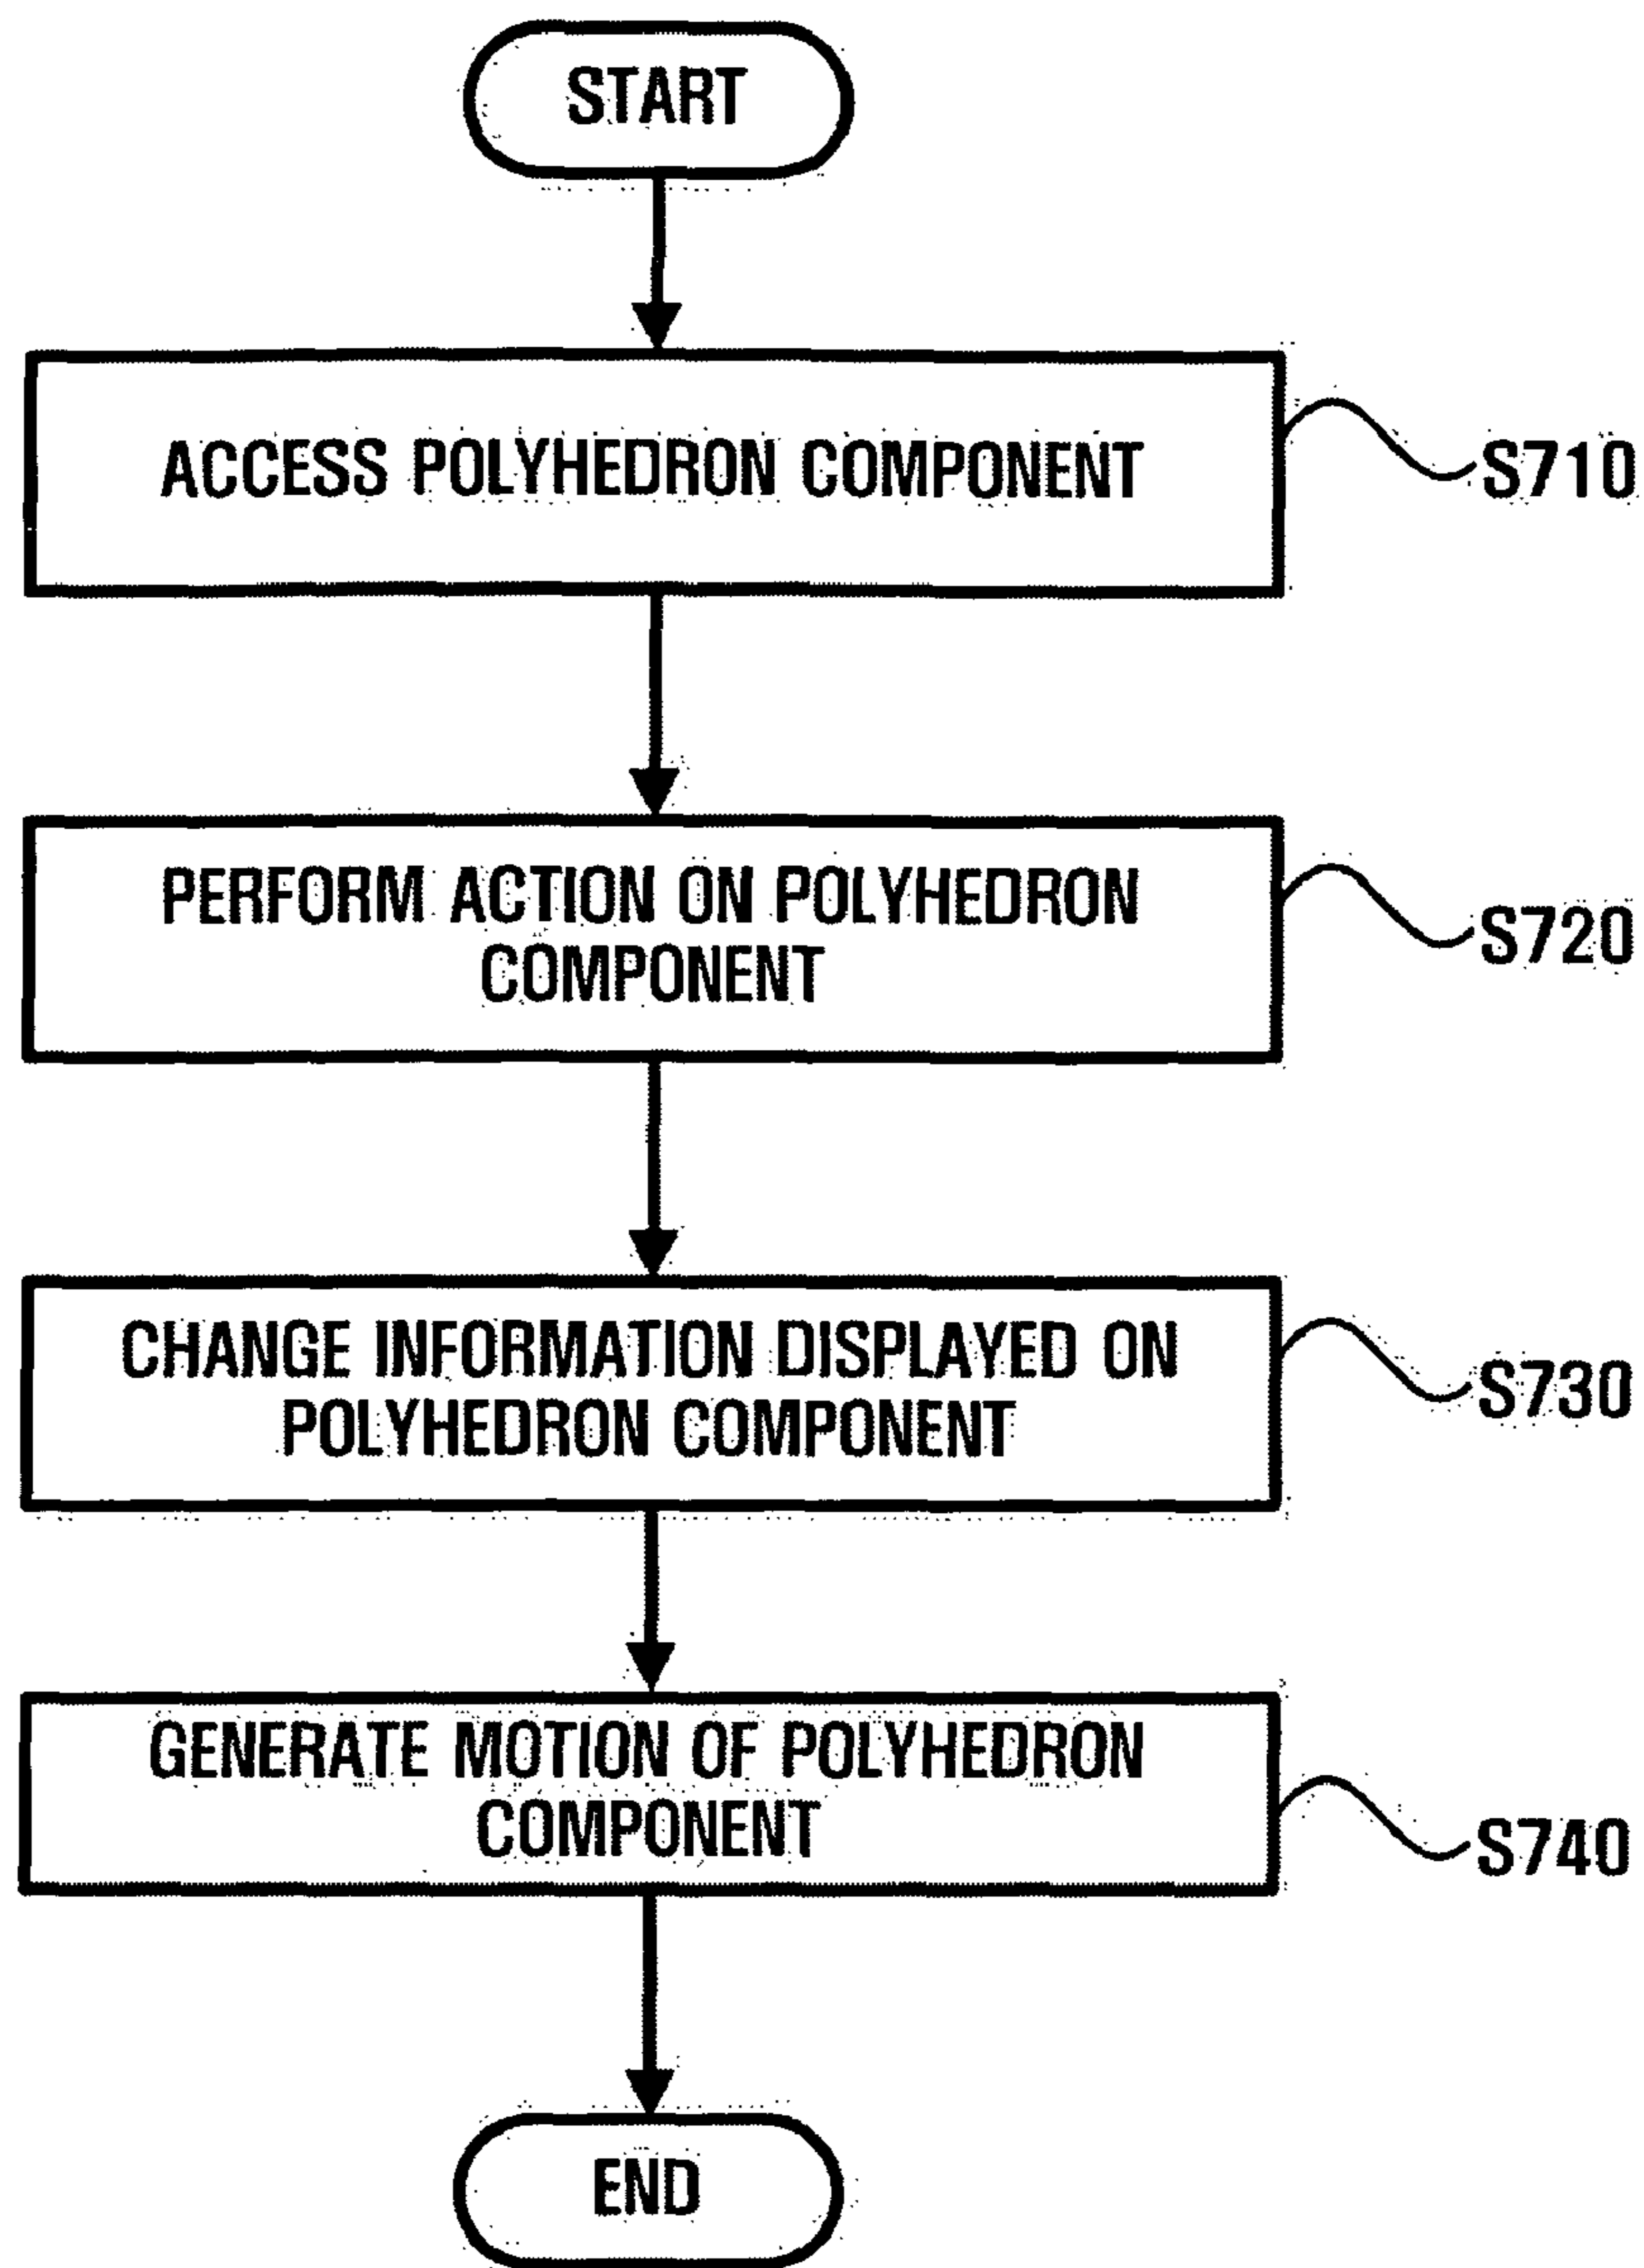 START
ACCESS POLYHEDRON COMPONENT
S710
PERFORM ACTION ON POLYHEDRON
COMPONENT
S720
CHANGE INFORMATION DISPLAYED ON
POLYHEDRON COMPONENT
S730
GENERATE MOTION OF POLYHEDRON
COMPONENT
S740
END